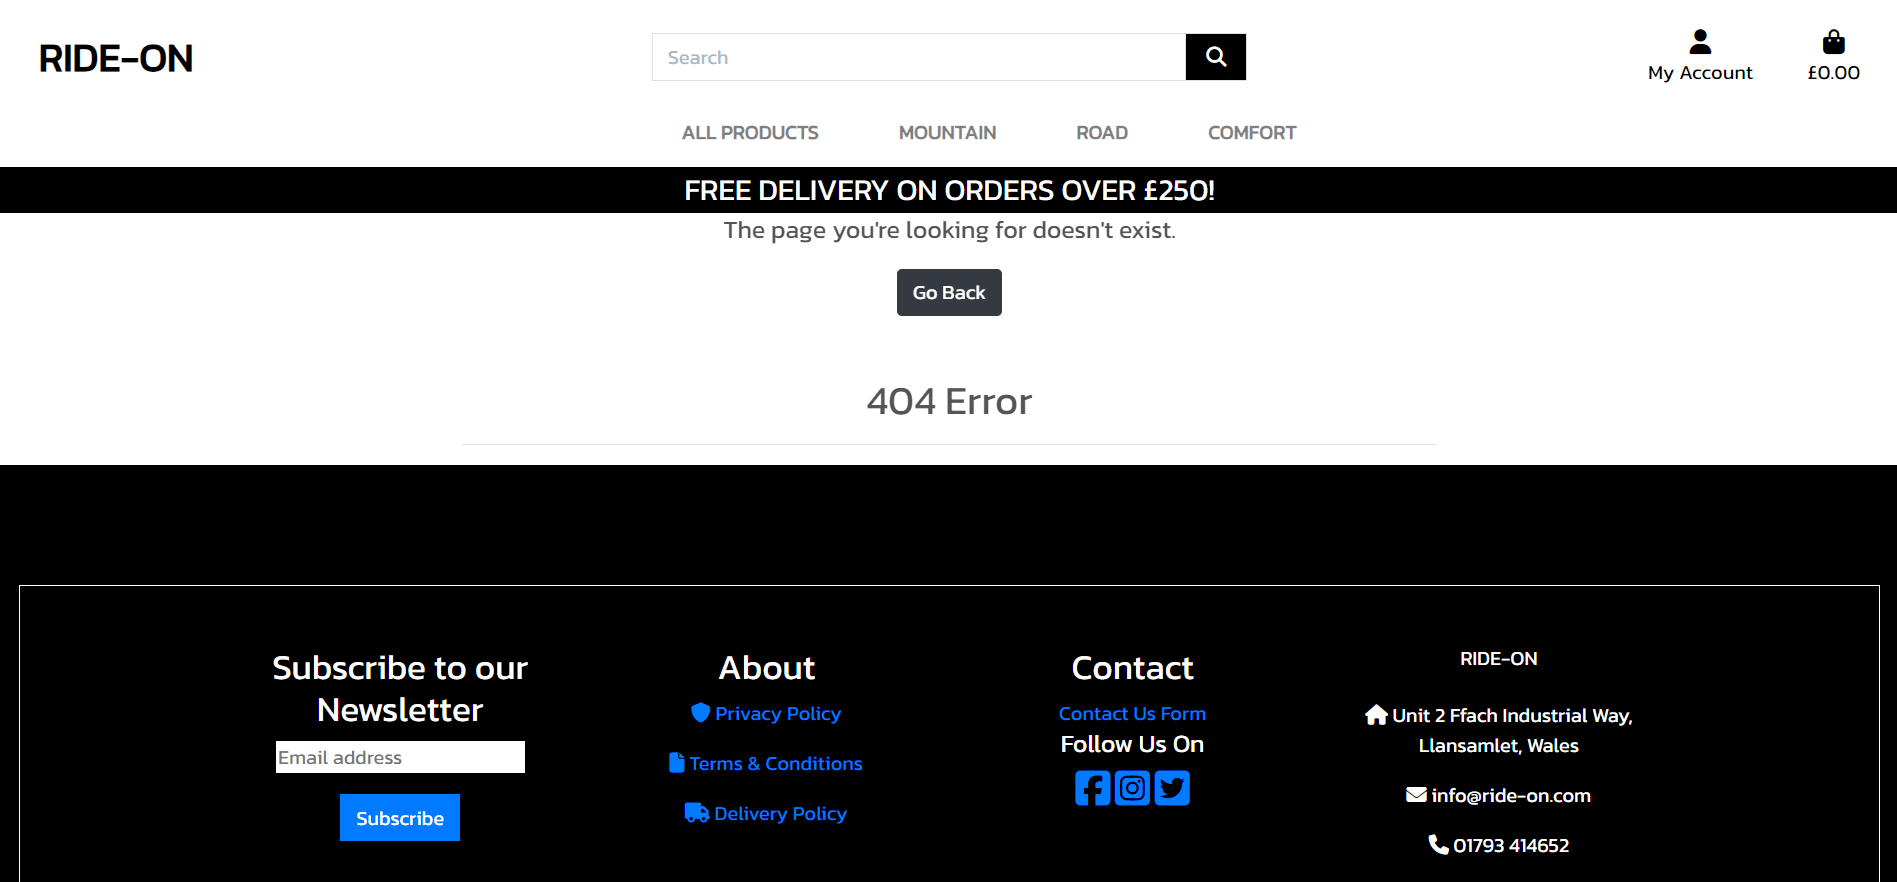 RIDE-ON
Search
My Account
£0.00
ALL PRODUCTS
MOUNTAIN
ROAD
COMFORT
FREE DELIVERY ON ORDERS OVER £250!
The page you're looking for doesn't exist.
Go Back
404 Error
Subscribe to our
Newsletter
Email address
Subscribe
About
Privacy Policy
Terms & Conditions
Delivery Policy
Contact
Contact Us Form
Follow Us On
RIDE-ON
Unit 2 Ffach Industrial Way,
Llansamlet, Wales
info@ride-on.com
01793 414652